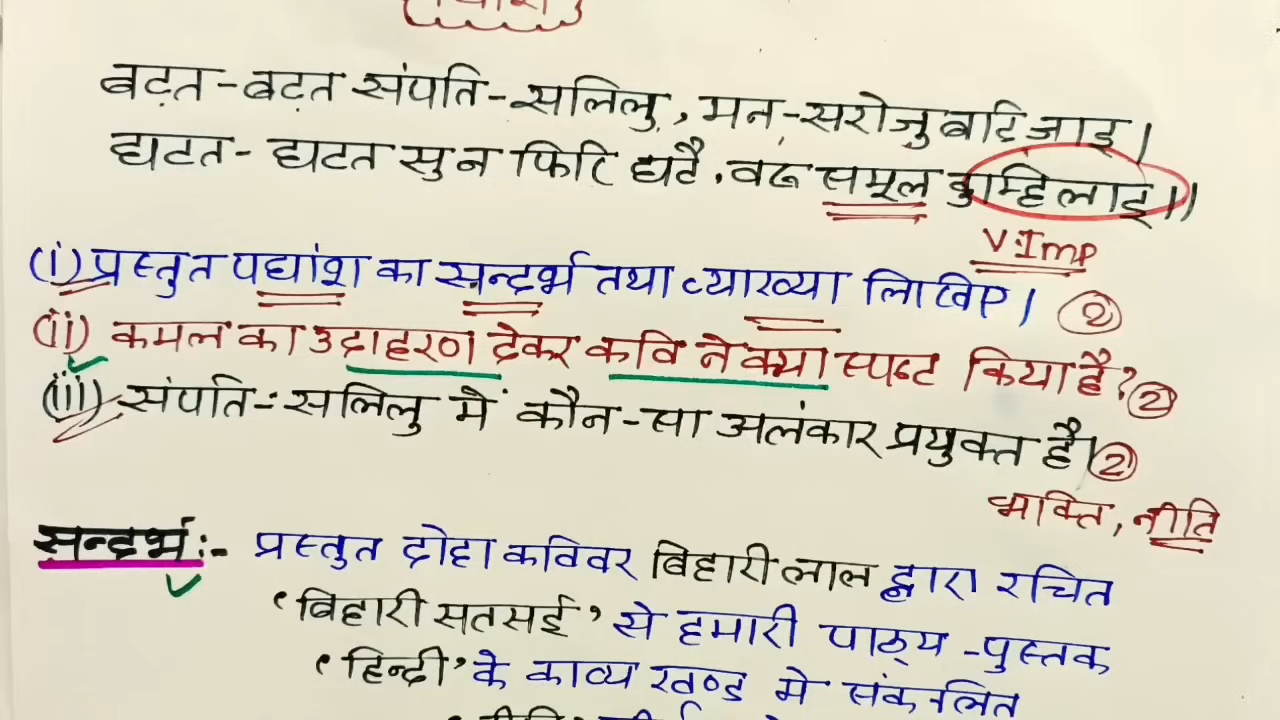 बढ़त-बढ़त संपति-सलिलु, मन-सरोजु बढ़ि जाइ।
घटत-घटत सु न फिरि घटै, वरु समूल कुम्हिलाइ॥
V.Imp
(i) प्रस्तुत पद्यांश का सन्दर्भ तथा व्याख्या लिखिए। ②
(ii) कमल का उदाहरण देकर कवि ने क्या स्पष्ट किया है? ②
(iii) संपति-सलिलु में कौन-सा अलंकार प्रयुक्त है। ②
भक्ति, नीति
सन्दर्भ:- प्रस्तुत दोहा कविवर बिहारी लाल द्वारा रचित
'बिहारी सतसई' से हमारी पाठ्य-पुस्तक
'हिन्दी' के काव्य खण्ड में संकलित